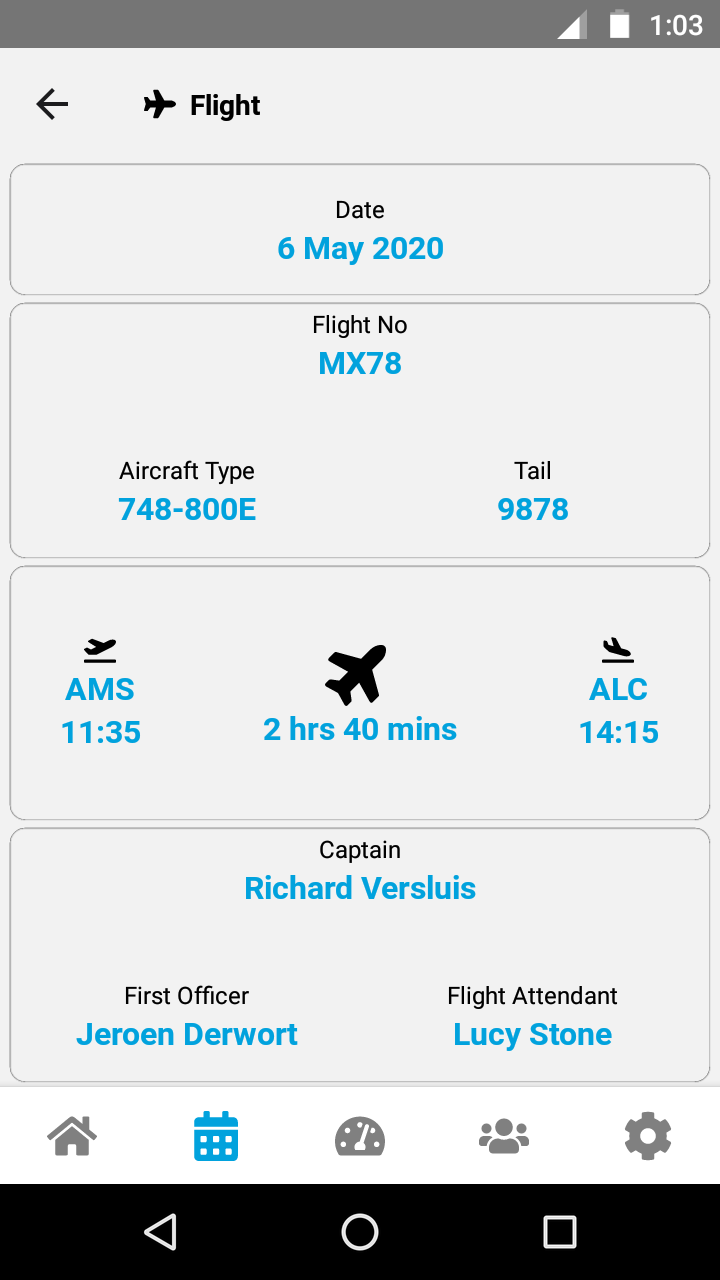 1:03
Flight
Date
6 May 2020
Flight No
MX78
Aircraft Type
Tail
748-800E
9878
AMS
ALC
11:35
2 hrs 40 mins
14:15
Captain
Richard Versluis
First Officer
Flight Attendant
Jeroen Derwort
Lucy Stone